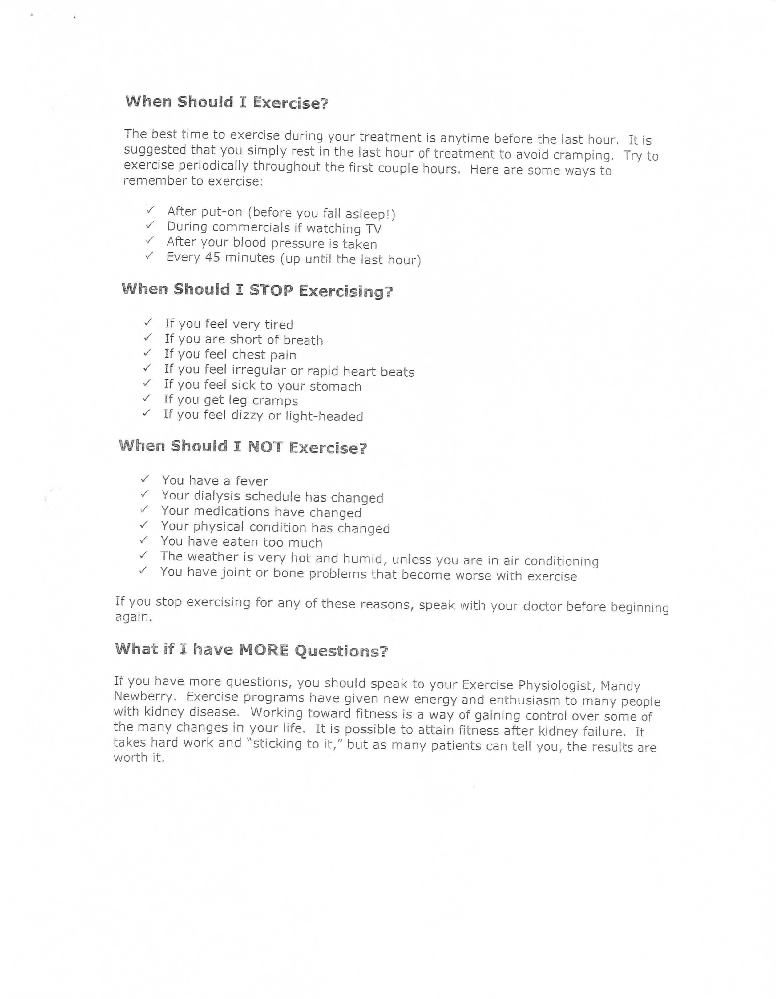 When Should I Exercise?
The best time to exercise during your treatment is anytime before the last hour.  It is
suggested that you simply rest in the last hour of treatment to avoid cramping.  Try to
exercise periodically throughout the first couple hours.  Here are some ways to
remember to exercise:
✓ After put-on (before you fall asleep!)
✓ During commercials if watching TV
✓ After your blood pressure is taken
✓ Every 45 minutes (up until the last hour)
When Should I STOP Exercising?
✓ If you feel very tired
✓ If you are short of breath
✓ If you feel chest pain
✓ If you feel irregular or rapid heart beats
✓ If you feel sick to your stomach
✓ If you get leg cramps
✓ If you feel dizzy or light-headed
When Should I NOT Exercise?
✓ You have a fever
✓ Your dialysis schedule has changed
✓ Your medications have changed
✓ Your physical condition has changed
✓ You have eaten too much
✓ The weather is very hot and humid, unless you are in air conditioning
✓ You have joint or bone problems that become worse with exercise
If you stop exercising for any of these reasons, speak with your doctor before beginning
again.
What if I have MORE Questions?
If you have more questions, you should speak to your Exercise Physiologist, Mandy
Newberry.  Exercise programs have given new energy and enthusiasm to many people
with kidney disease.  Working toward fitness is a way of gaining control over some of
the many changes in your life.  It is possible to attain fitness after kidney failure.  It
takes hard work and “sticking to it,” but as many patients can tell you, the results are
worth it.